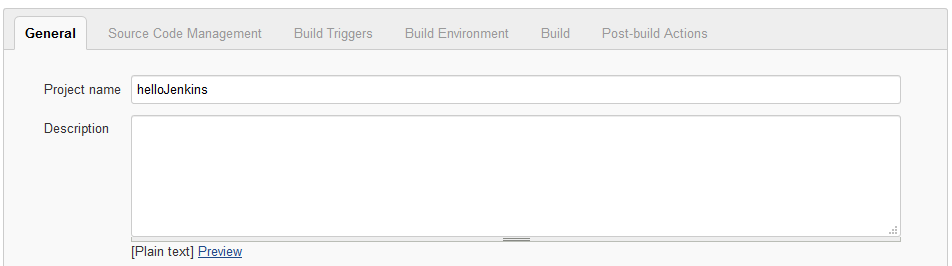 General Source Code Management Build Triggers Build Environment Build Post-build Actions
Project name helloJenkins
Description
[Plain text] Preview